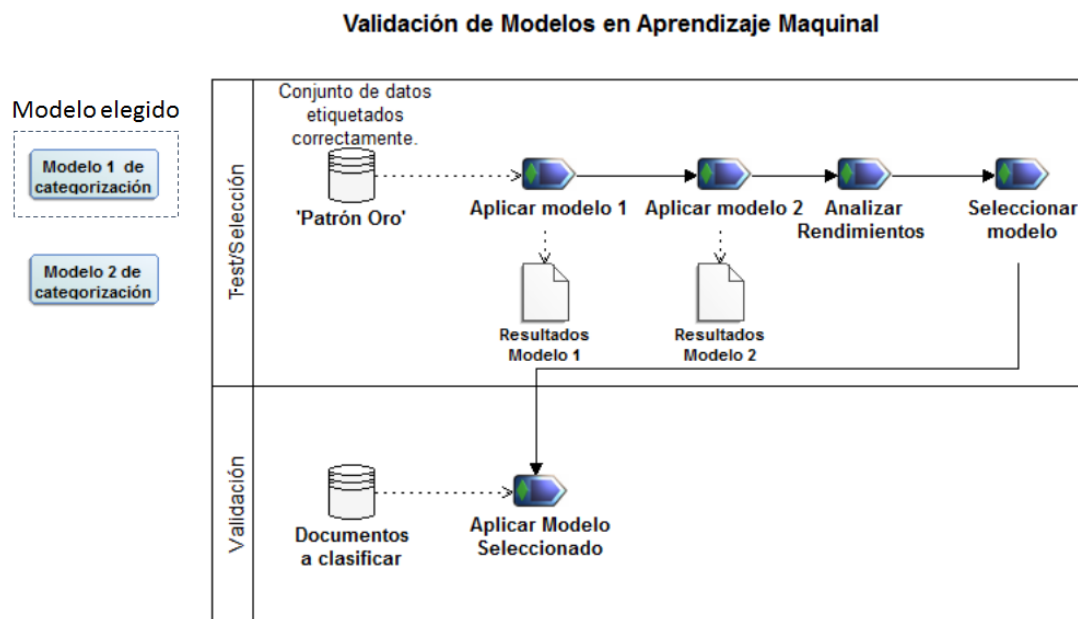 Validación de Modelos en Aprendizaje Maquinal
Modelo elegido
Modelo 1 de
categorización
Modelo 2 de
categorización
Test/Selección
Conjunto de datos
etiquetados
correctamente.
'Patrón Oro'
Aplicar modelo 1
Aplicar modelo 2
Analizar
Rendimientos
Seleccionar
modelo
Resultados
Modelo 1
Resultados
Modelo 2
Validación
Documentos
a clasificar
Aplicar Modelo
Seleccionado